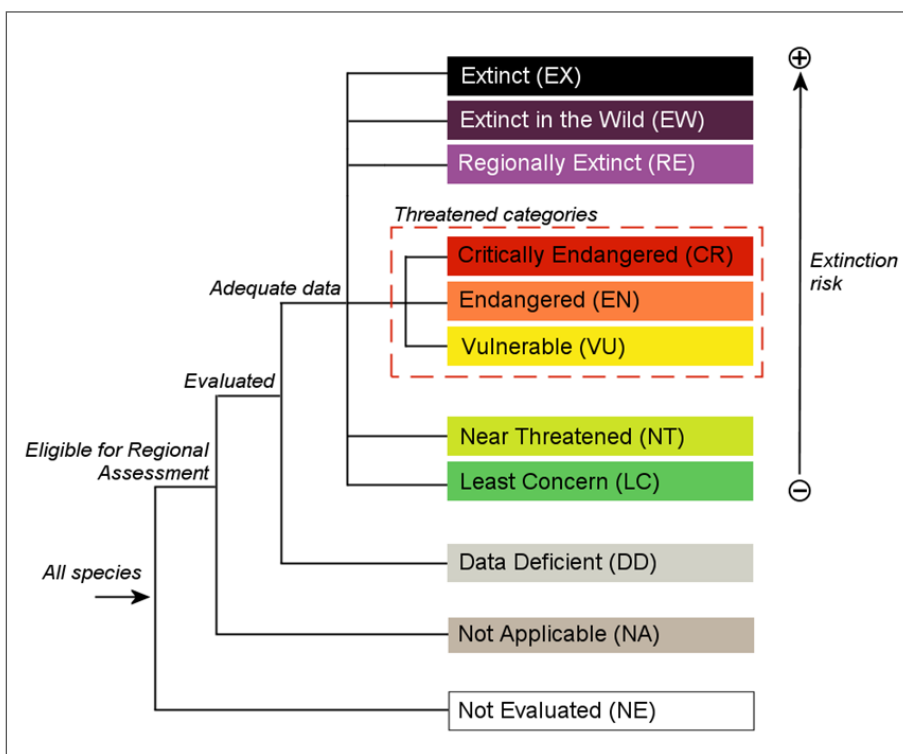 Extinct (EX)
Extinct in the Wild (EW)
Regionally Extinct (RE)
Threatened categories
Critically Endangered (CR)
Extinction
risk
Adequate data
Endangered (EN)
Vulnerable (VU)
Evaluated
Near Threatened (NT)
Eligible for Regional
Assessment
Least Concern (LC)
All species
Data Deficient (DD)
Not Applicable (NA)
Not Evaluated (NE)